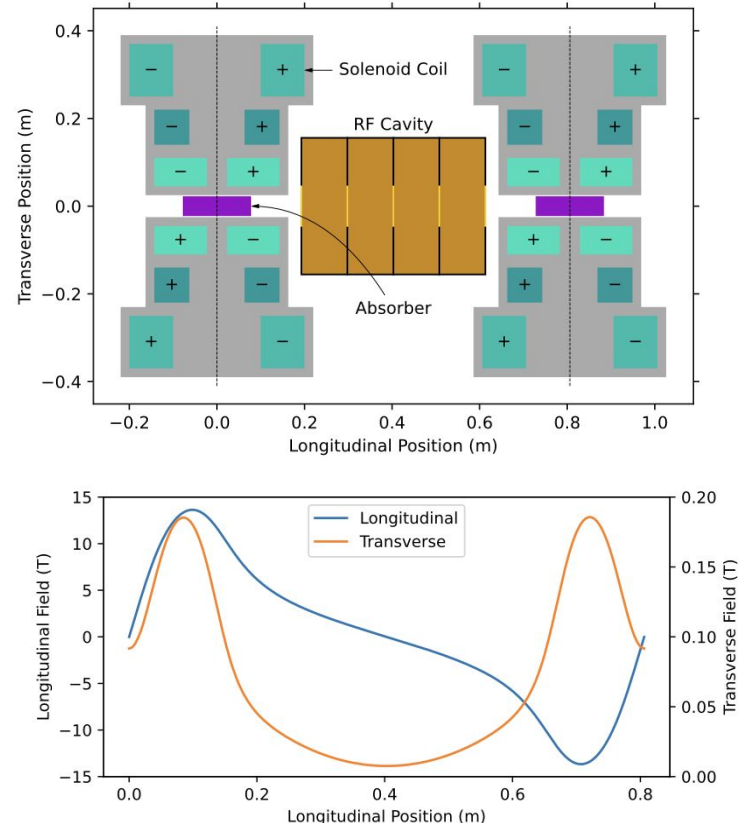 0.4
0.2
0.0
−0.2
−0.4
Transverse Position (m)
− + Solenoid Coil − +
RF Cavity
− + − +
− + − +
+ − + −
Absorber
+ − + −
+ − + −
−0.2 0.0 0.2 0.4 0.6 0.8 1.0
Longitudinal Position (m)
15
10
5
0
−5
−10
−15
Longitudinal Field (T)
Longitudinal
Transverse
0.20
0.15
0.10
0.05
0.00
Transverse Field (T)
0.0 0.2 0.4 0.6 0.8
Longitudinal Position (m)